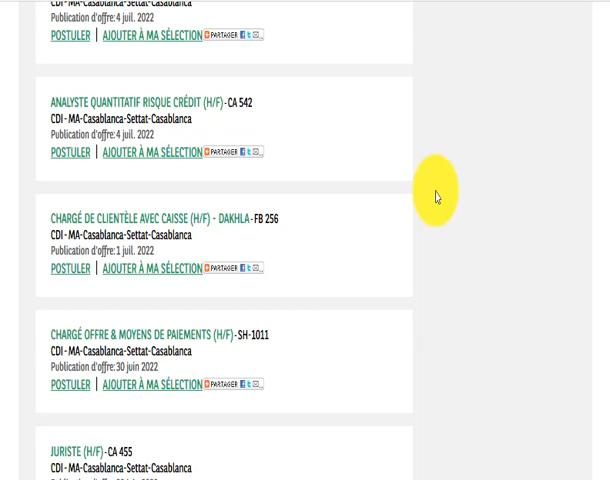 CDI - MA-Casablanca-Settat-Casablanca
Publication d'offre: 4 juil. 2022
POSTULER | AJOUTER À MA SÉLECTION PARTAGER
ANALYSTE QUANTITATIF RISQUE CRÉDIT (H/F) - CA 542
CDI - MA-Casablanca-Settat-Casablanca
Publication d'offre: 4 juil. 2022
POSTULER | AJOUTER À MA SÉLECTION PARTAGER
CHARGÉ DE CLIENTÈLE AVEC CAISSE (H/F) - DAKHLA - FB 256
CDI - MA-Casablanca-Settat-Casablanca
Publication d'offre: 1 juil. 2022
POSTULER | AJOUTER À MA SÉLECTION PARTAGER
CHARGÉ OFFRE & MOYENS DE PAIEMENTS (H/F) - SH-1011
CDI - MA-Casablanca-Settat-Casablanca
Publication d'offre: 30 juin 2022
POSTULER | AJOUTER À MA SÉLECTION PARTAGER
JURISTE (H/F) - CA 455
CDI - MA-Casablanca-Settat-Casablanca